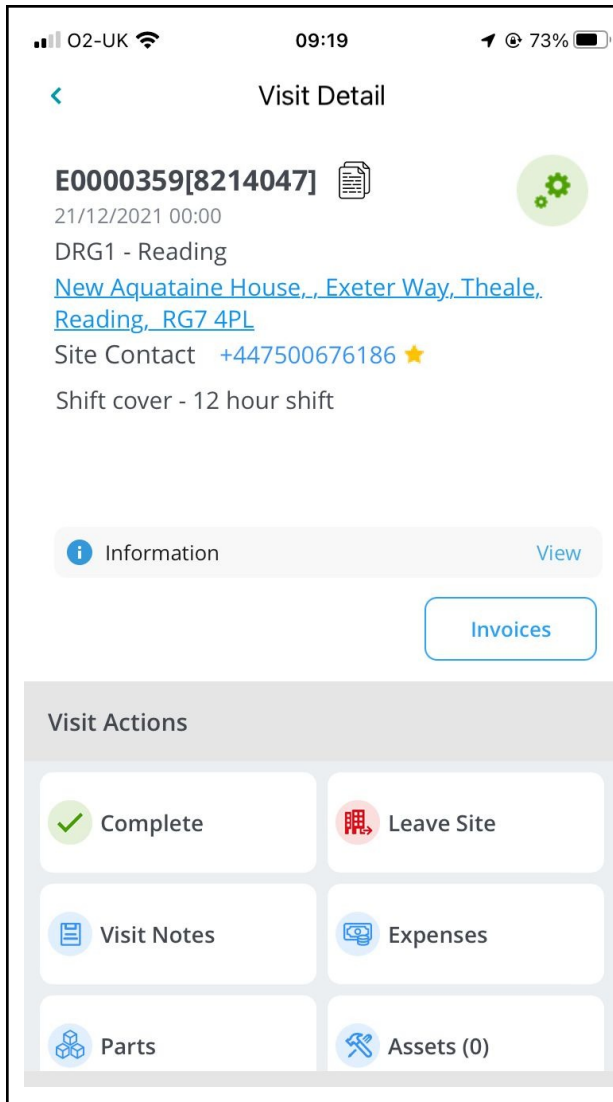 O2-UK 09:19 73%
Visit Detail
E0000359[8214047]
21/12/2021 00:00
DRG1 - Reading
New Aquataine House, , Exeter Way, Theale,
Reading, RG7 4PL
Site Contact +447500676186
Shift cover - 12 hour shift
Information View
Invoices
Visit Actions
Complete Leave Site
Visit Notes Expenses
Parts Assets (0)